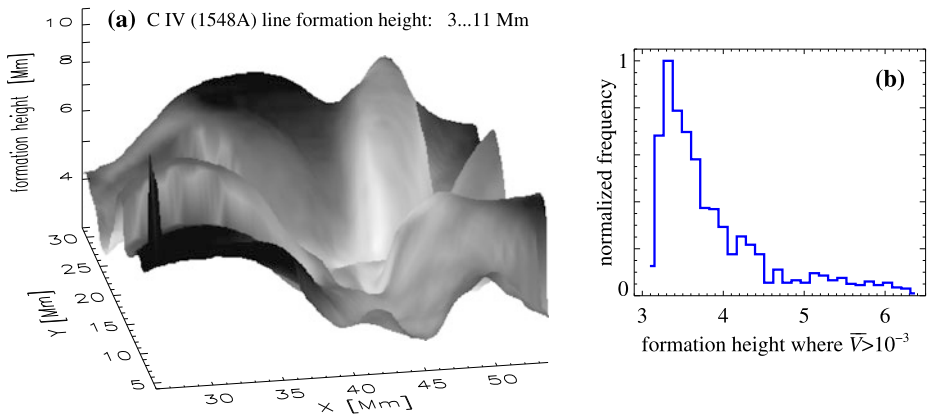 (a) C IV (1548A) line formation height: 3...11 Mm
formation height [Mm]
10
8
6
4
30
25
20
15
10
5
Y [Mm]
30
40
45
50
X [Mm]
(b)
normalized frequency
1
0
3
4
5
6
formation height where V̅>10⁻³